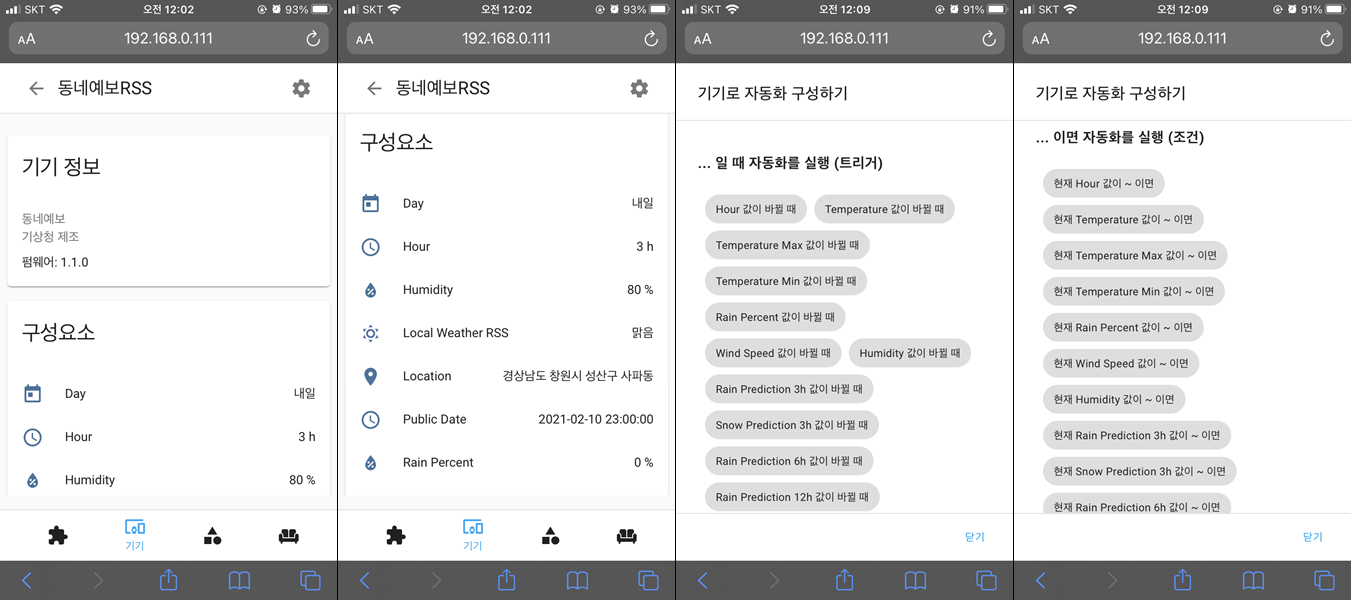 SKT 오전 12:02 93%
AA 192.168.0.111
동네예보RSS
기기 정보
동네예보
기상청 제조
펌웨어: 1.1.0
구성요소
Day 내일
Hour 3 h
Humidity 80 %
기기
SKT 오전 12:02 93%
AA 192.168.0.111
동네예보RSS
구성요소
Day 내일
Hour 3 h
Humidity 80 %
Local Weather RSS 맑음
Location 경상남도 창원시 성산구 사파동
Public Date 2021-02-10 23:00:00
Rain Percent 0 %
기기
SKT 오전 12:09 91%
AA 192.168.0.111
기기로 자동화 구성하기
... 일 때 자동화를 실행 (트리거)
Hour 값이 바뀔 때 Temperature 값이 바뀔 때
Temperature Max 값이 바뀔 때
Temperature Min 값이 바뀔 때
Rain Percent 값이 바뀔 때
Wind Speed 값이 바뀔 때 Humidity 값이 바뀔 때
Rain Prediction 3h 값이 바뀔 때
Snow Prediction 3h 값이 바뀔 때
Rain Prediction 6h 값이 바뀔 때
Rain Prediction 12h 값이 바뀔 때
닫기
SKT 오전 12:09 91%
AA 192.168.0.111
기기로 자동화 구성하기
... 이면 자동화를 실행 (조건)
현재 Hour 값이 ~ 이면
현재 Temperature 값이 ~ 이면
현재 Temperature Max 값이 ~ 이면
현재 Temperature Min 값이 ~ 이면
현재 Rain Percent 값이 ~ 이면
현재 Wind Speed 값이 ~ 이면
현재 Humidity 값이 ~ 이면
현재 Rain Prediction 3h 값이 ~ 이면
현재 Snow Prediction 3h 값이 ~ 이면
현재 Rain Prediction 6h 값이 ~ 이면
닫기